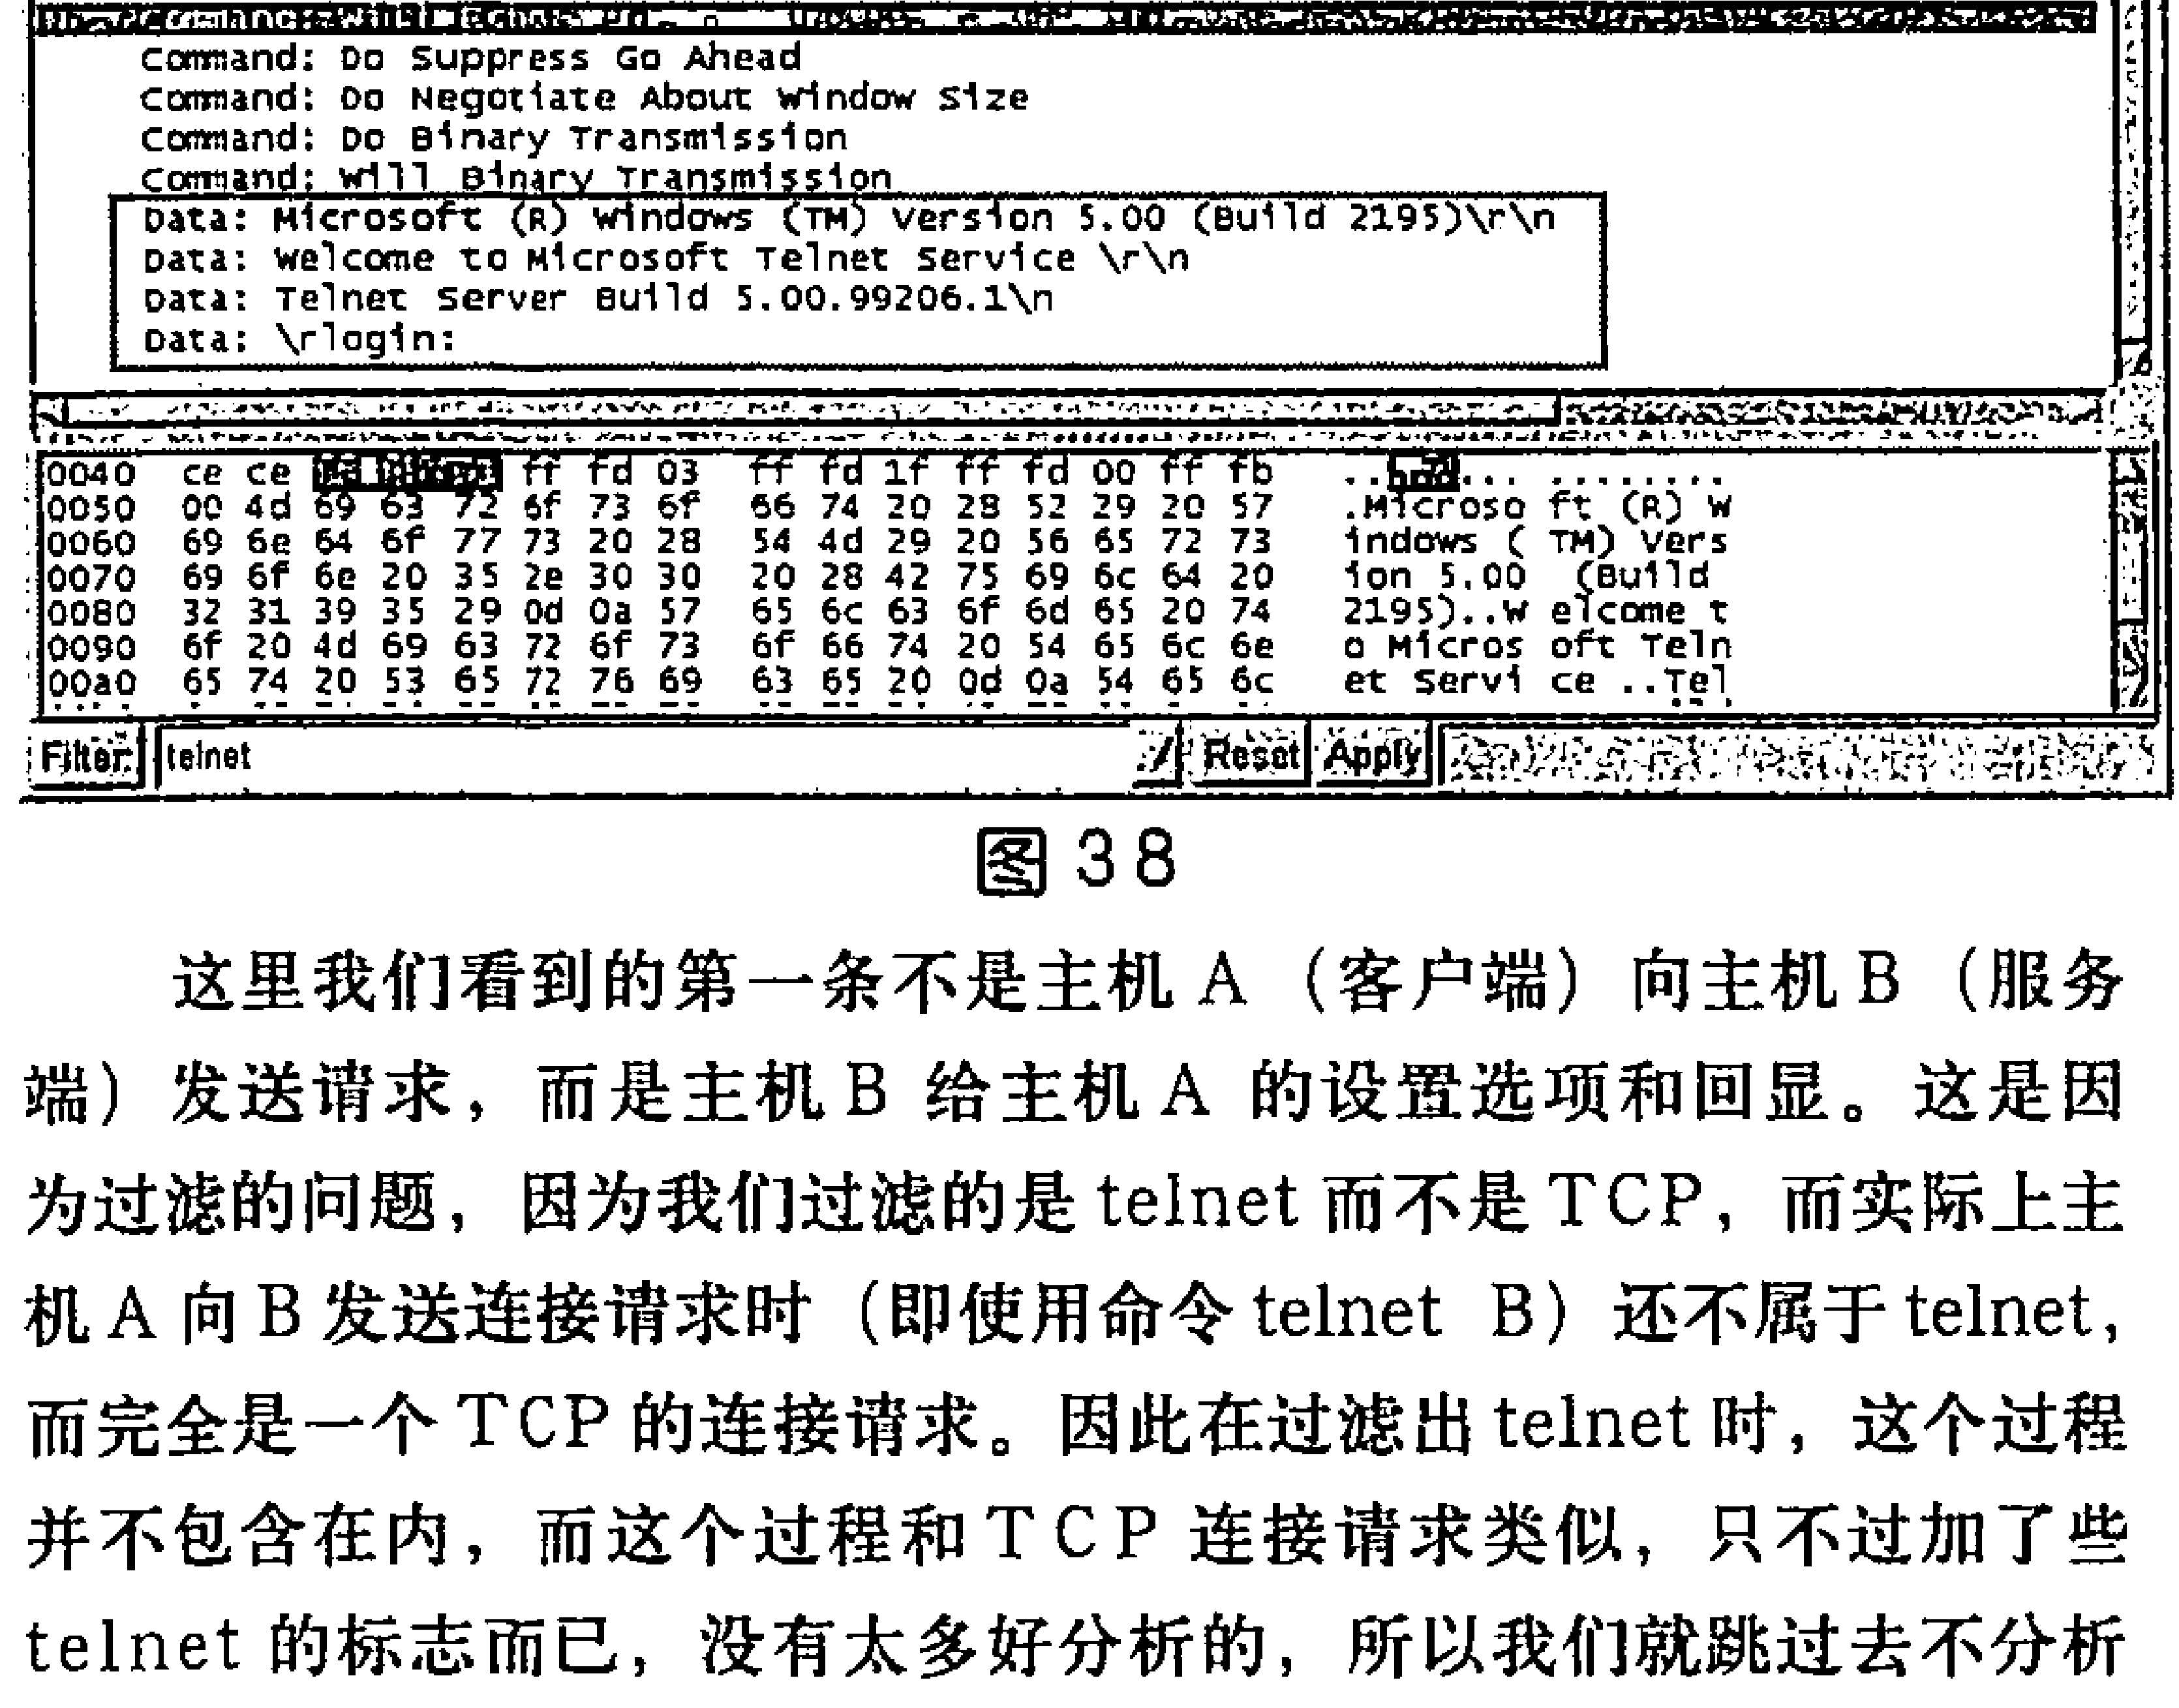 Command: Will Echo
Command: Do Suppress Go Ahead
Command: Do Negotiate About Window Size
Command: Do Binary Transmission
Command: Will Binary Transmission
Data: Microsoft (R) Windows (TM) Version 5.00 (Build 2195)\r\n
Data: Welcome to Microsoft Telnet Service \r\n
Data: Telnet Server Build 5.00.99206.1\n
Data: \rlogin:
0040 ce ce ff fd 03 ff fd 1f ff fd 00 ff fb
0050 00 4d 69 63 72 6f 73 6f 66 74 20 28 52 29 20 57 .Microso ft (R) W
0060 69 6e 64 6f 77 73 20 28 54 4d 29 20 56 65 72 73 indows ( TM) Vers
0070 69 6f 6e 20 35 2e 30 30 20 28 42 75 69 6c 64 20 ion 5.00 (Build
0080 32 31 39 35 29 0d 0a 57 65 6c 63 6f 6d 65 20 74 2195)..W elcome t
0090 6f 20 4d 69 63 72 6f 73 6f 66 74 20 54 65 6c 6e o Micros oft Teln
00a0 65 74 20 53 65 72 76 69 63 65 20 0d 0a 54 65 6c et Servi ce ..Tel
Filter: telnet / Reset Apply
图 38
这里我们看到的第一条不是主机 A（客户端）向主机 B（服务
端）发送请求，而是主机 B 给主机 A 的设置选项和回显。这是因
为过滤的问题，因为我们过滤的是 telnet 而不是 TCP，而实际上主
机 A 向 B 发送连接请求时（即使用命令 telnet B）还不属于 telnet，
而完全是一个 TCP 的连接请求。因此在过滤出 telnet 时，这个过程
并不包含在内，而这个过程和 TCP 连接请求类似，只不过加了些
telnet 的标志而已，没有太多好分析的，所以我们就跳过去不分析